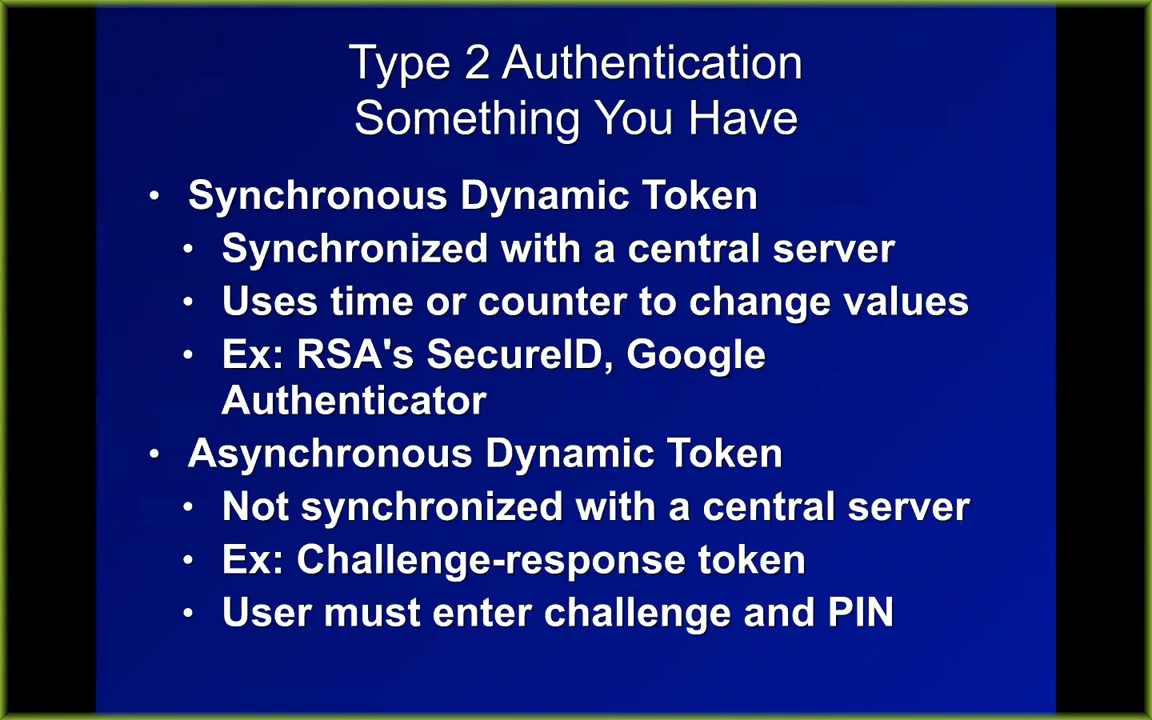 Type 2 Authentication
Something You Have
• Synchronous Dynamic Token
• Synchronized with a central server
• Uses time or counter to change values
• Ex: RSA's SecureID, Google
Authenticator
• Asynchronous Dynamic Token
• Not synchronized with a central server
• Ex: Challenge-response token
• User must enter challenge and PIN